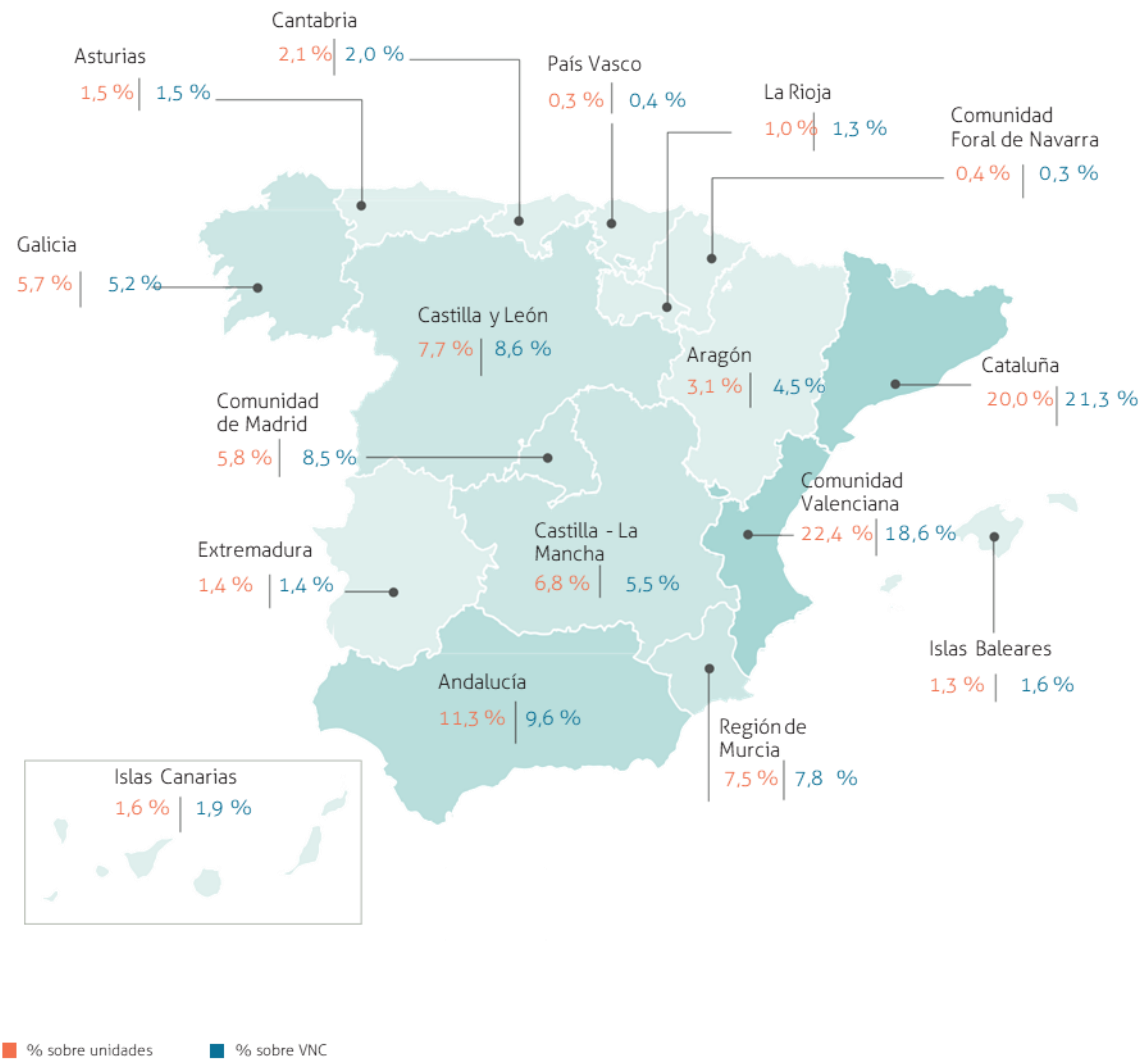 Cantabria
2,1 % 2,0 %
Asturias
1,5 % 1,5 %
País Vasco
0,3 % 0,4 %
La Rioja
1,0 % 1,3 %
Comunidad
Foral de Navarra
0,4 % 0,3 %
Galicia
5,7 % 5,2 %
Castilla y León
7,7 % 8,6 %
Aragón
3,1 % 4,5 %
Cataluña
20,0 % 21,3 %
Comunidad
de Madrid
5,8 % 8,5 %
Comunidad
Valenciana
22,4 % 18,6 %
Castilla - La
Mancha
6,8 % 5,5 %
Extremadura
1,4 % 1,4 %
Islas Baleares
1,3 % 1,6 %
Andalucía
11,3 % 9,6 %
Región de
Murcia
7,5 % 7,8 %
Islas Canarias
1,6 % 1,9 %
% sobre unidades % sobre VNC